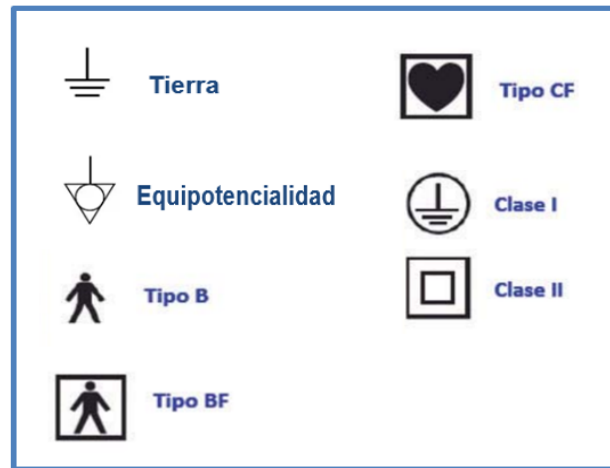 Tierra
Equipotencialidad
Tipo B
Tipo BF
Tipo CF
Clase I
Clase II